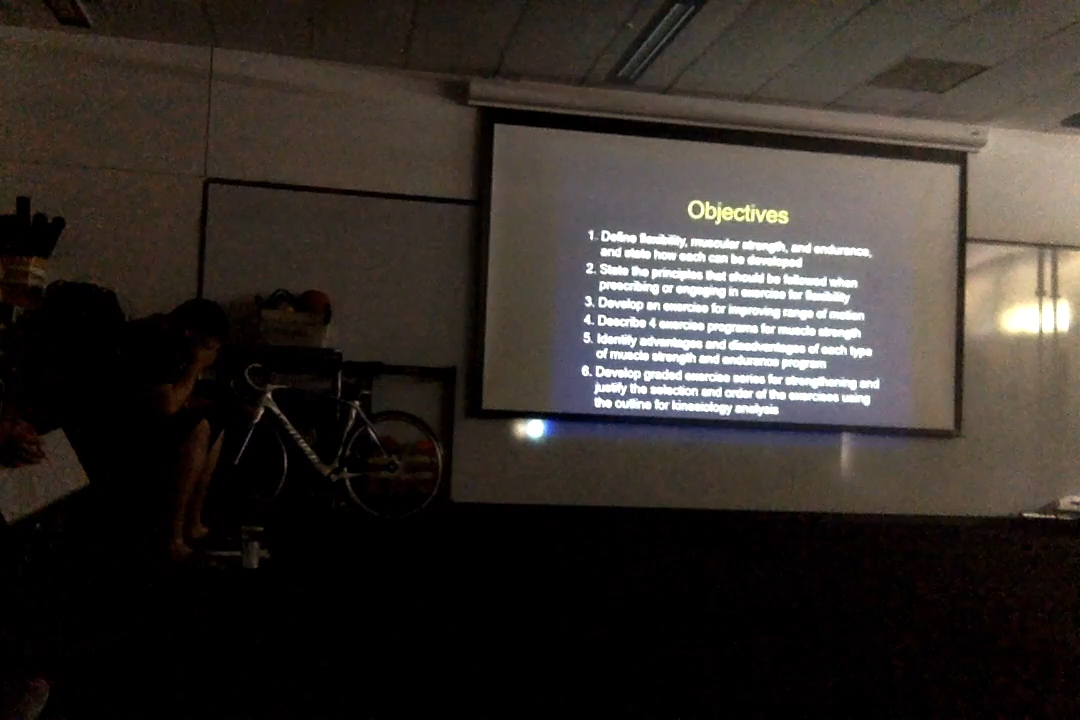 Objectives
1. Define flexibility, muscular strength, and endurance,
and state how each can be developed
2. State the principles that should be followed when
prescribing or engaging in exercise for flexibility
3. Develop an exercise for improving range of motion
4. Describe 4 exercise programs for muscle strength
5. Identify advantages and disadvantages of each type
of muscle strength and endurance program
6. Develop graded exercise series for strengthening and
justify the selection and order of the exercises using
the outline for kinesiology analysis